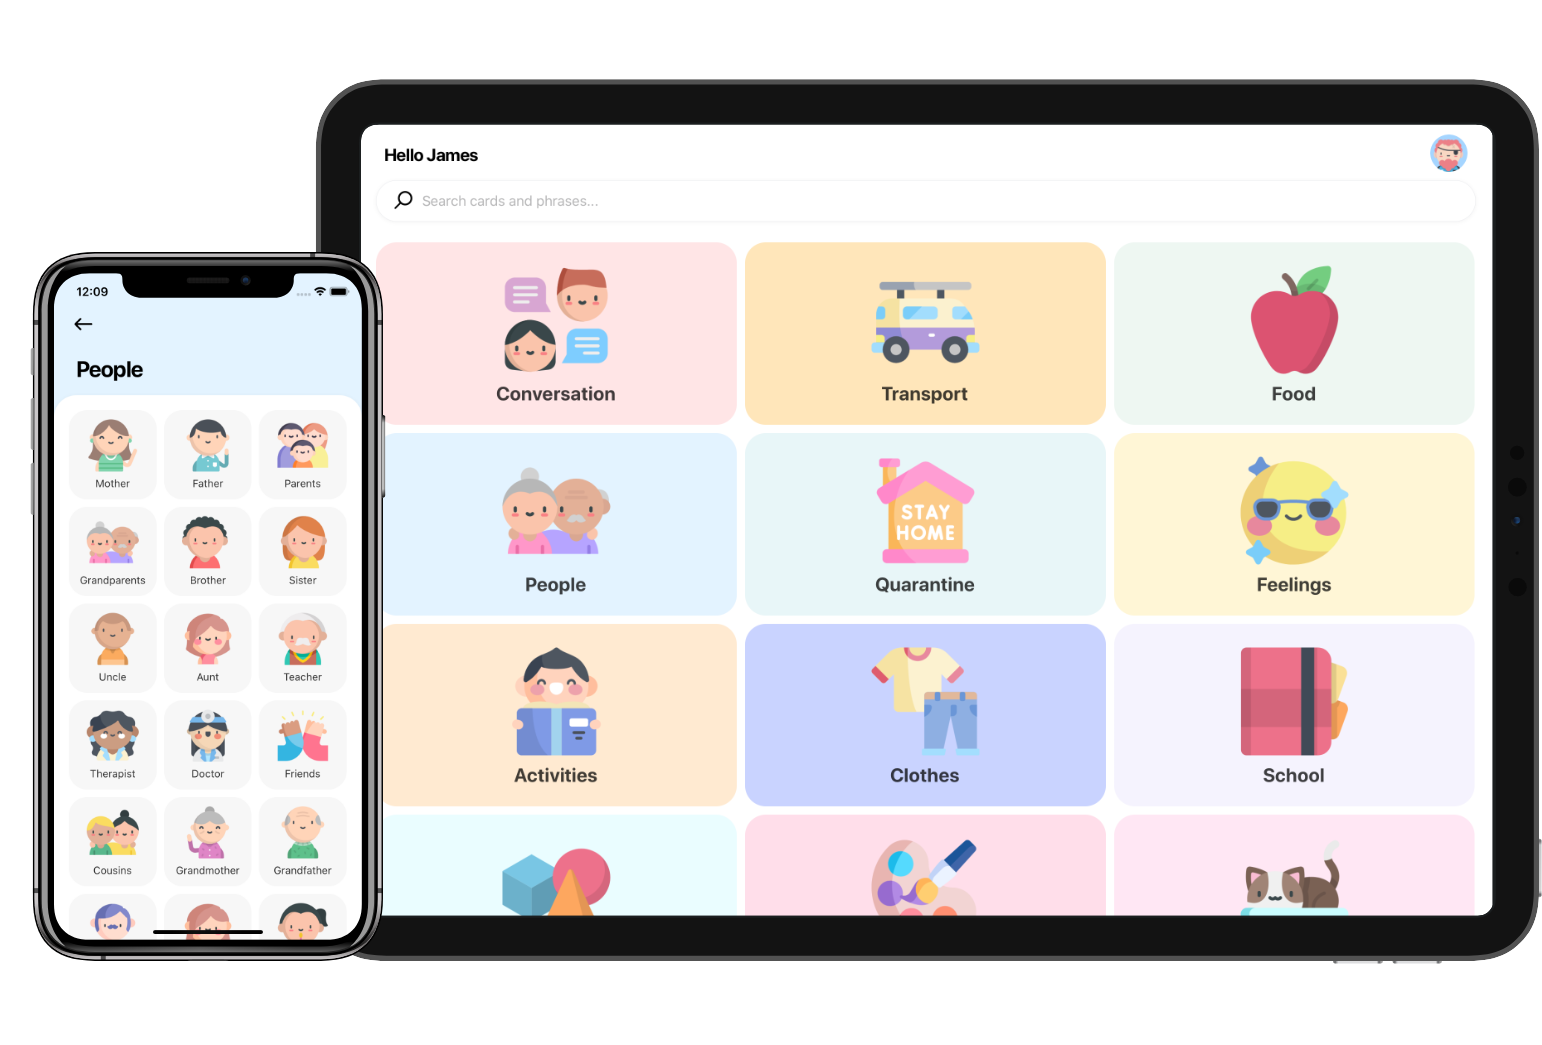 Hello James
Search cards and phrases...
Conversation
Transport
Food
People
STAY
HOME
Quarantine
Feelings
Activities
Clothes
School
12:09
People
Mother
Father
Parents
Grandparents
Brother
Sister
Uncle
Aunt
Teacher
Therapist
Doctor
Friends
Cousins
Grandmother
Grandfather